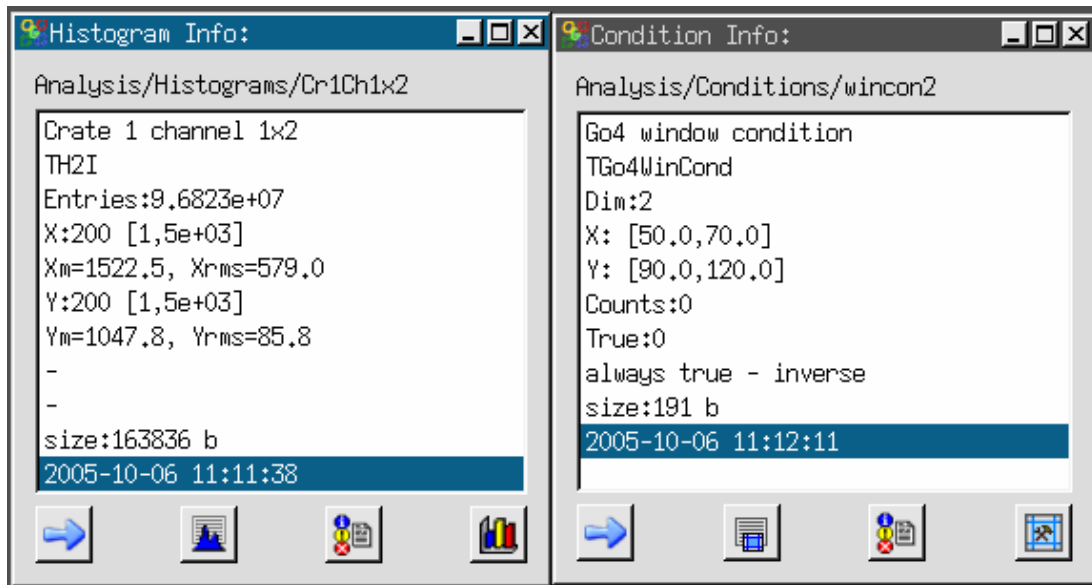 Histogram Info:
Analysis/Histograms/Cr1Ch1x2
Crate 1 channel 1x2
TH2I
Entries:9.6823e+07
X:200 [1,5e+03]
Xm=1522.5, Xrms=579.0
Y:200 [1,5e+03]
Ym=1047.8, Yrms=85.8
-
-
size:163836 b
2005-10-06 11:11:38
Condition Info:
Analysis/Conditions/wincon2
Go4 window condition
TGo4WinCond
Dim:2
X: [50.0,70.0]
Y: [90.0,120.0]
Counts:0
True:0
always true - inverse
size:191 b
2005-10-06 11:12:11